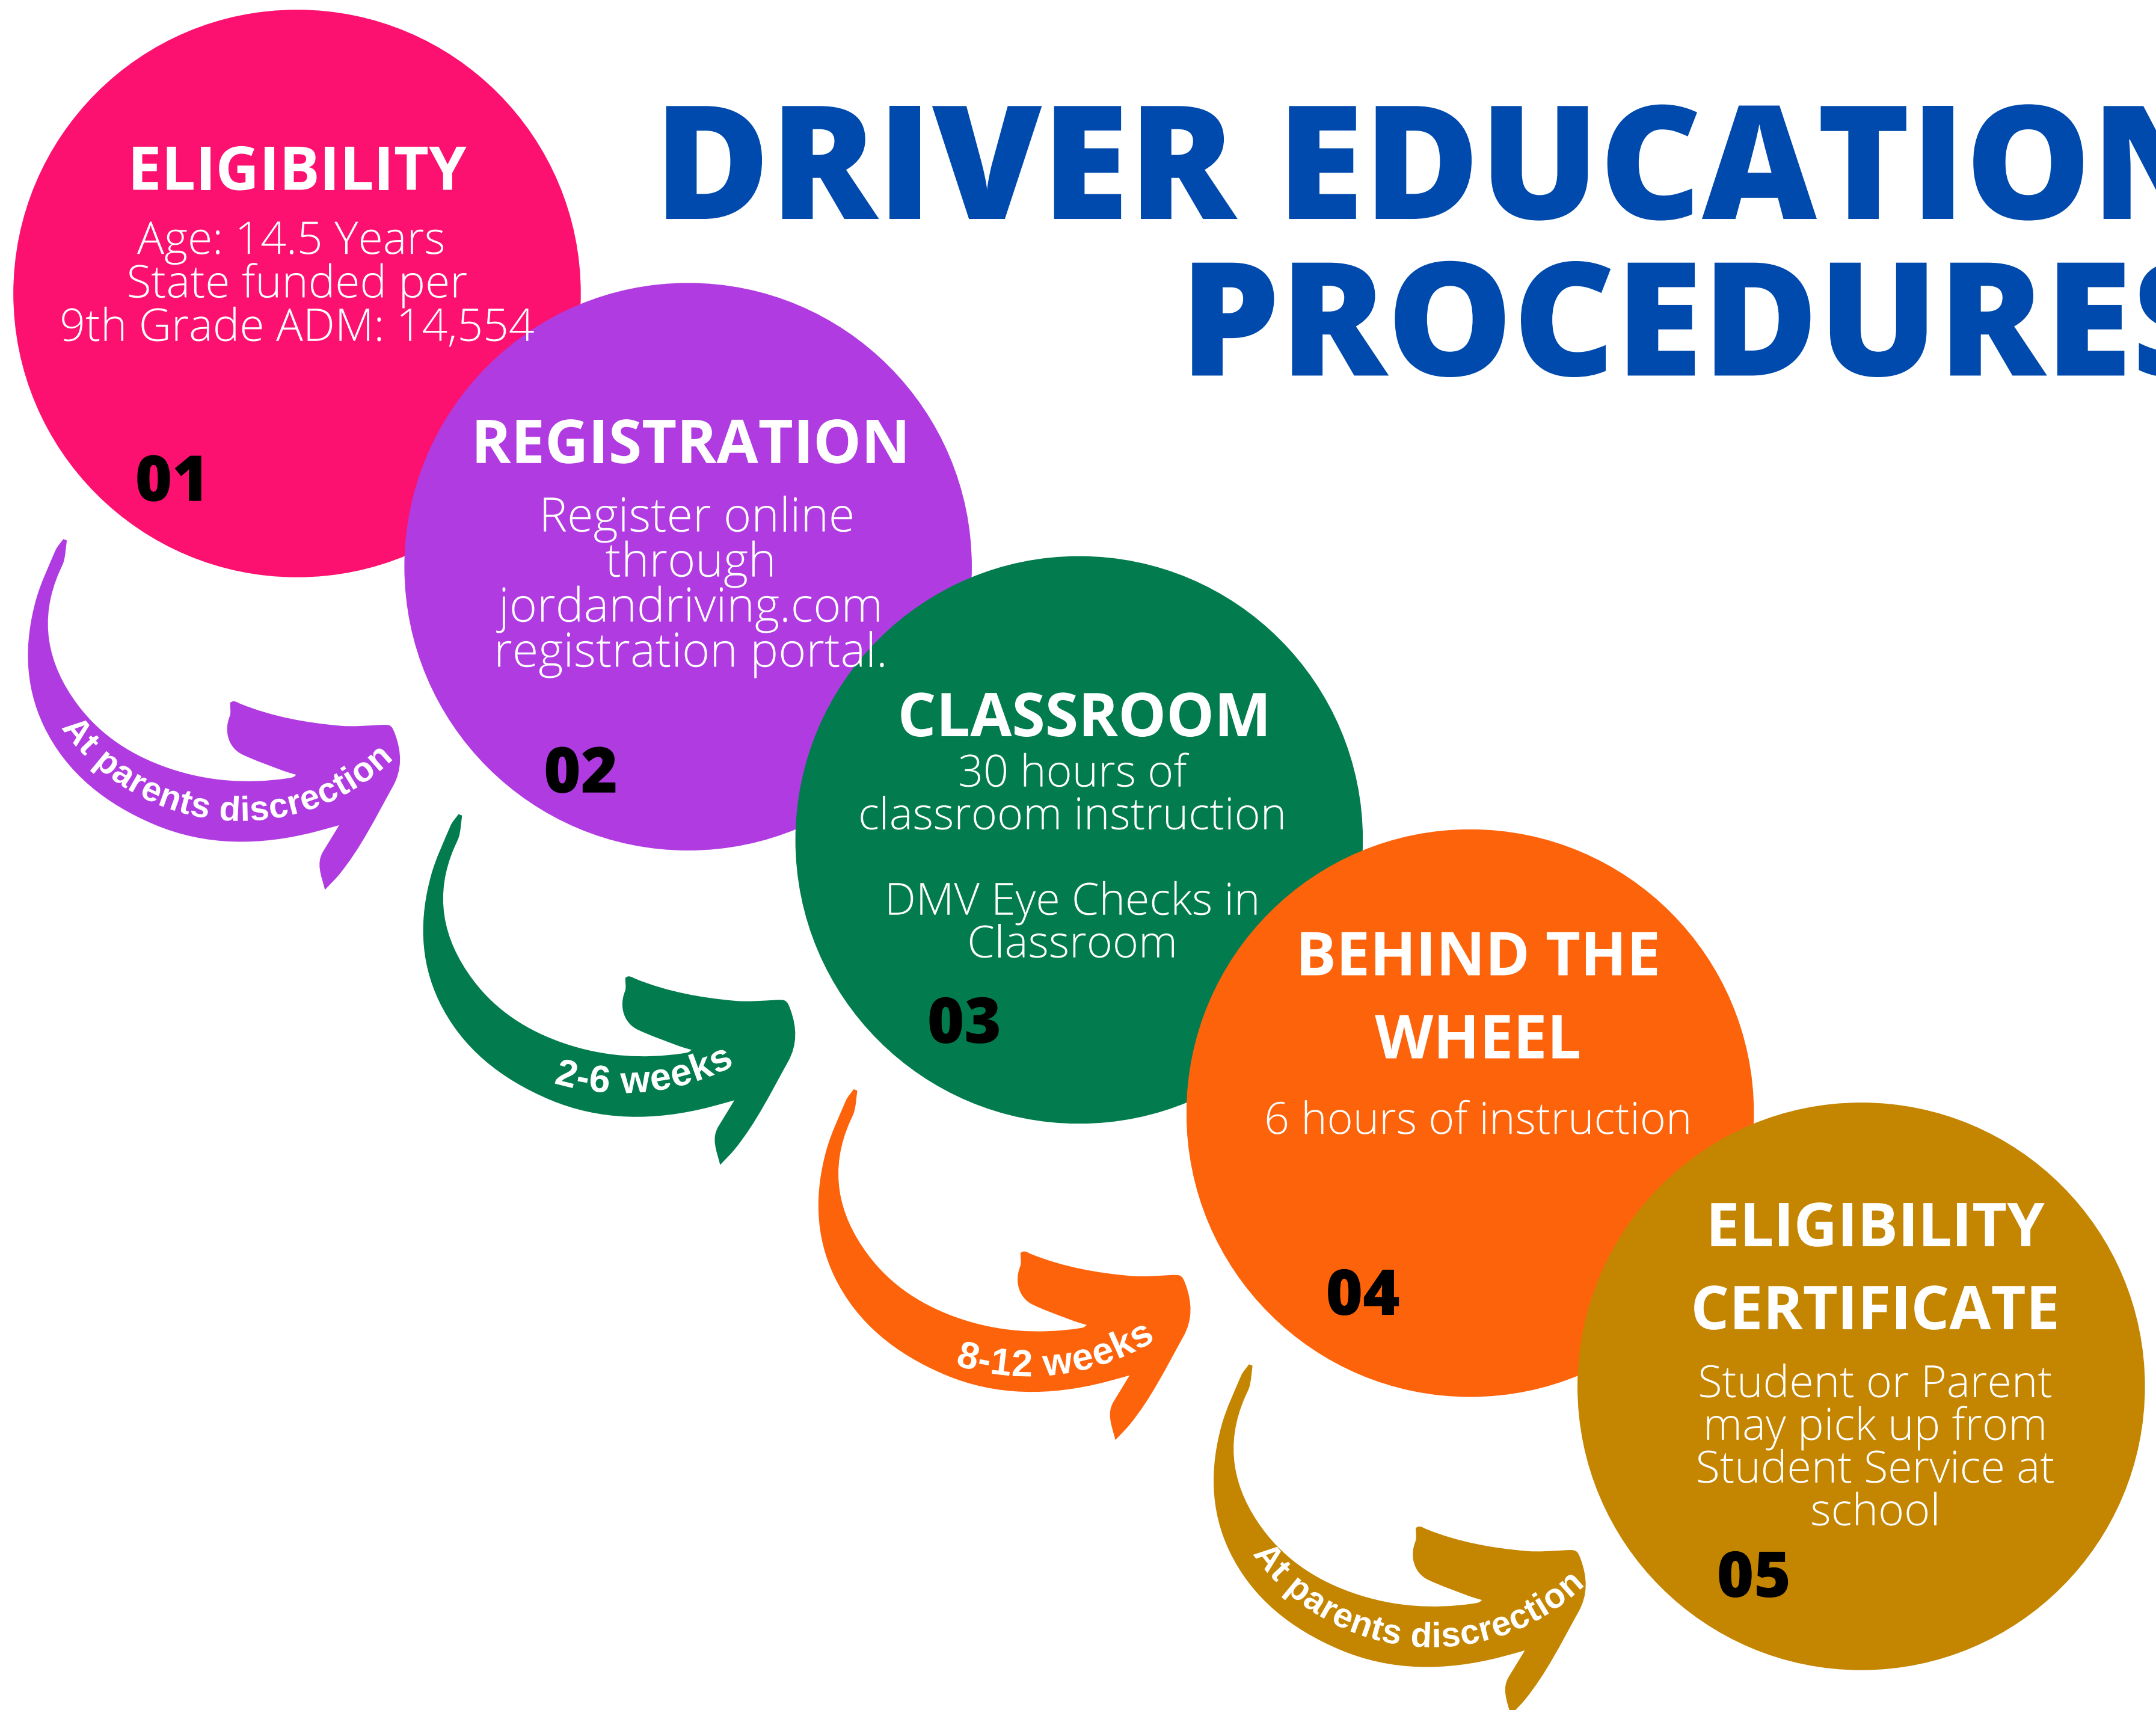 DRIVER EDUCATION
PROCEDURES
ELIGIBILITY
Age: 14.5 Years
State funded per
9th Grade ADM: 14,554
01
At parents discretion
REGISTRATION
Register online
through
jordandriving.com
registration portal.
02
2-6 weeks
CLASSROOM
30 hours of
classroom instruction
DMV Eye Checks in
Classroom
03
8-12 weeks
BEHIND THE
WHEEL
6 hours of instruction
04
At parents discretion
ELIGIBILITY
CERTIFICATE
Student or Parent
may pick up from
Student Service at
school
05